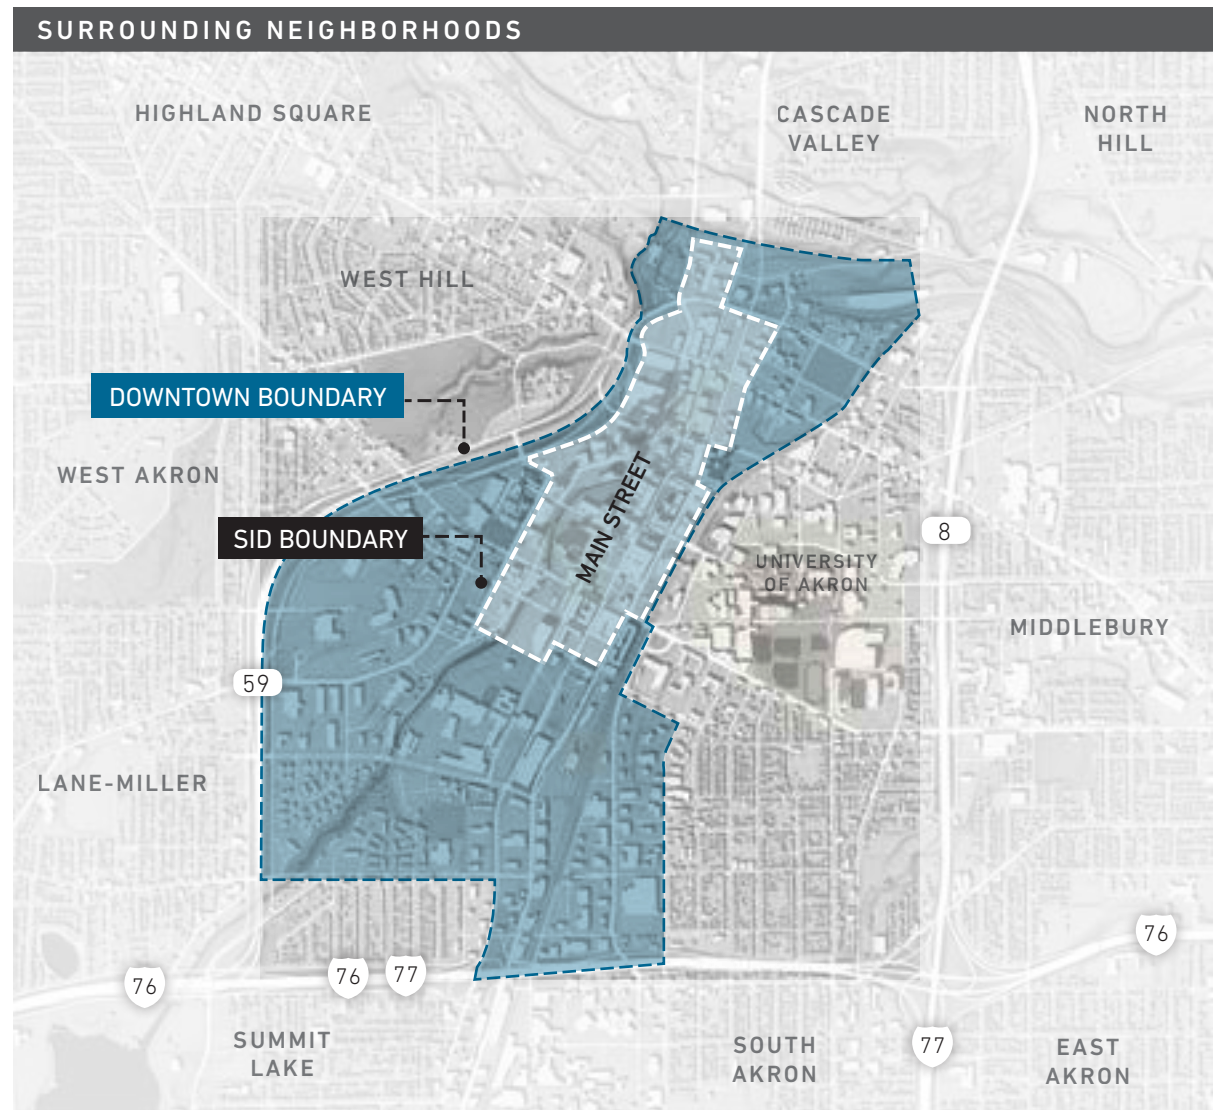 SURROUNDING NEIGHBORHOODS
HIGHLAND SQUARE
CASCADE
VALLEY
NORTH
HILL
WEST HILL
DOWNTOWN BOUNDARY
WEST AKRON
MAIN STREET
SID BOUNDARY
8
UNIVERSITY
OF AKRON
MIDDLEBURY
59
LANE-MILLER
76
76
77
76
SUMMIT
LAKE
SOUTH
AKRON
77
EAST
AKRON